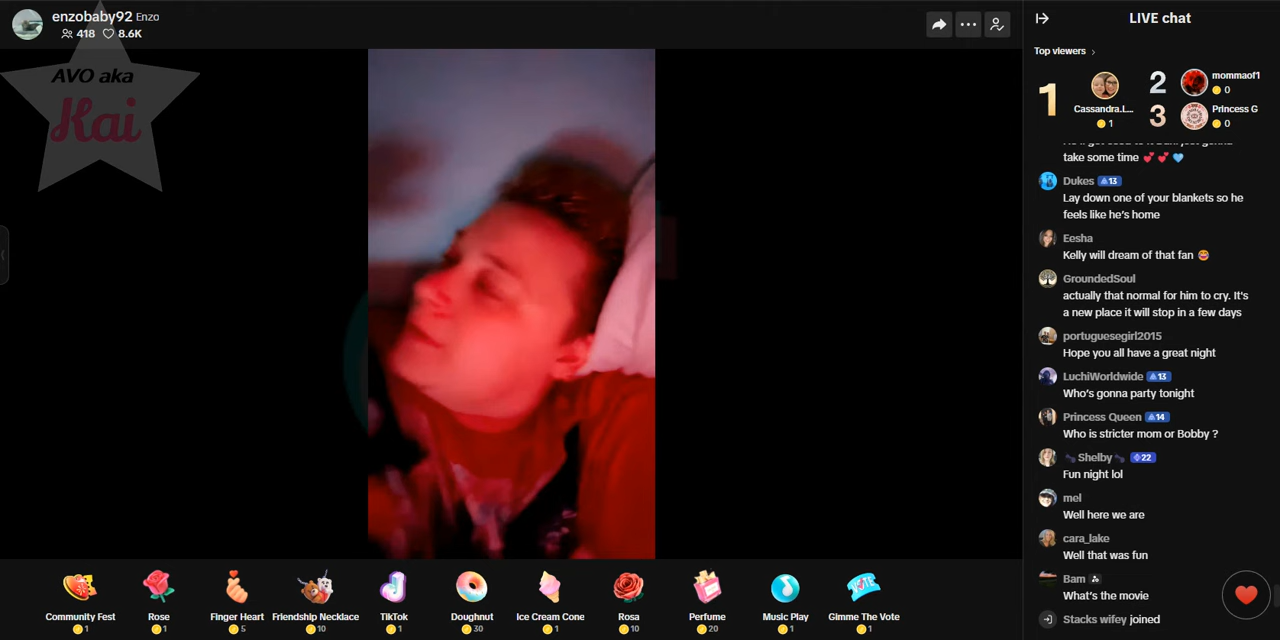 enzobaby92 Enzo
418 8.6K
AVO aka
Kai
LIVE chat
Top viewers >
1
Cassandra.L...
1
2
mommaof1
0
3
Princess G
0
take some time
Dukes 13
Lay down one of your blankets so he
feels like he's home
Eesha
Kelly will dream of that fan
GroundedSoul
actually that normal for him to cry. It's
a new place it will stop in a few days
portuguesegirl2015
Hope you all have a great night
LuchiWorldwide 13
Who's gonna party tonight
Princess Queen 14
Who is stricter mom or Bobby ?
Shelby 22
Fun night lol
mel
Well here we are
cara_lake
Well that was fun
Bam
What's the movie
Stacks wifey joined
Community Fest
1
Rose
1
Finger Heart
5
Friendship Necklace
10
TikTok
1
Doughnut
30
Ice Cream Cone
1
Rosa
10
Perfume
20
Music Play
1
Gimme The Vote
1